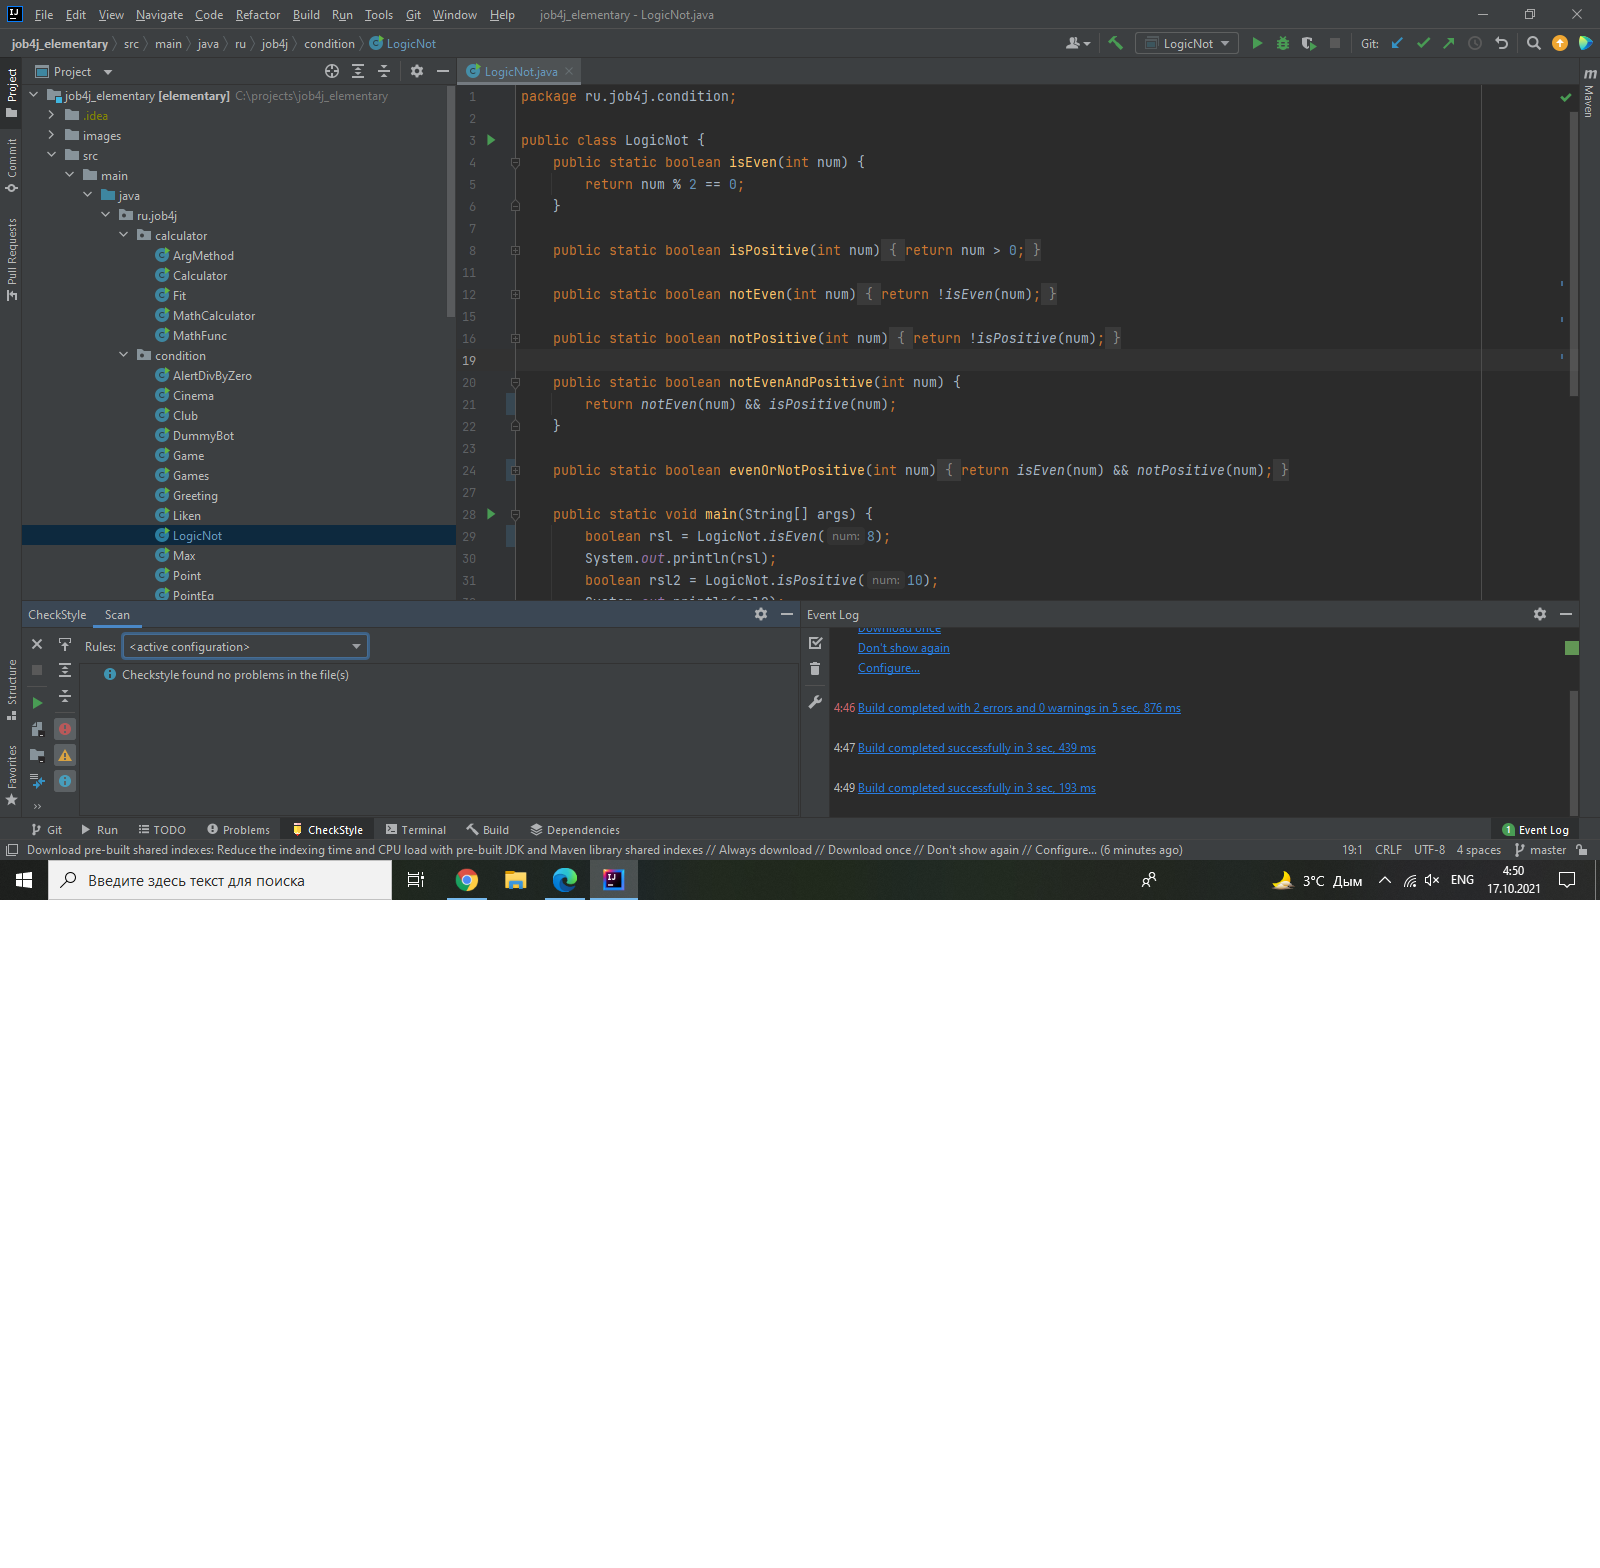 File Edit View Navigate Code Refactor Build Run Tools Git Window Help job4j_elementary - LogicNot.java
job4j_elementary src main java ru job4j condition LogicNot
LogicNot
Git:
Project
LogicNot.java
Project
Commit
Pull Requests
Structure
Favorites
Maven
job4j_elementary [elementary] C:\projects\job4j_elementary
.idea
images
src
main
java
ru.job4j
calculator
ArgMethod
Calculator
Fit
MathCalculator
MathFunc
condition
AlertDivByZero
Cinema
Club
DummyBot
Game
Games
Greeting
Liken
LogicNot
Max
Point
PointEq
1 package ru.job4j.condition;
2
3 public class LogicNot {
4 public static boolean isEven(int num) {
5 return num % 2 == 0;
6 }
7
8 public static boolean isPositive(int num) { return num > 0; }
11
12 public static boolean notEven(int num) { return !isEven(num); }
15
16 public static boolean notPositive(int num) { return !isPositive(num); }
19
20 public static boolean notEvenAndPositive(int num) {
21 return notEven(num) && isPositive(num);
22 }
23
24 public static boolean evenOrNotPositive(int num) { return isEven(num) && notPositive(num); }
27
28 public static void main(String[] args) {
29 boolean rsl = LogicNot.isEven( num: 8);
30 System.out.println(rsl);
31 boolean rsl2 = LogicNot.isPositive( num: 10);
CheckStyle Scan
Rules: <active configuration>
Checkstyle found no problems in the file(s)
Event Log
Download once
Don't show again
Configure...
4:46 Build completed with 2 errors and 0 warnings in 5 sec, 876 ms
4:47 Build completed successfully in 3 sec, 439 ms
4:49 Build completed successfully in 3 sec, 193 ms
Git Run TODO Problems CheckStyle Terminal Build Dependencies 1 Event Log
Download pre-built shared indexes: Reduce the indexing time and CPU load with pre-built JDK and Maven library shared indexes // Always download // Download once // Don't show again // Configure... (6 minutes ago) 19:1 CRLF UTF-8 4 spaces master
Введите здесь текст для поиска
3°C Дым
ENG
4:50
17.10.2021